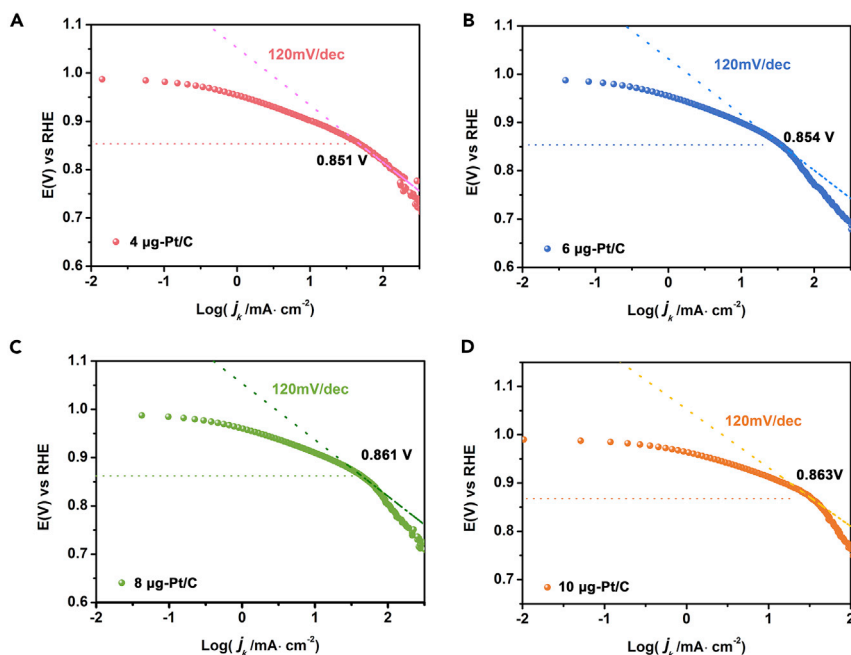 A
120mV/dec
0.851 V
4 µg-Pt/C
E(V) vs RHE
1.1
1.0
0.9
0.8
0.7
0.6
-2
-1
0
1
2
Log( jk /mA· cm-2)
B
120mV/dec
0.854 V
6 µg-Pt/C
E(V) vs RHE
1.1
1.0
0.9
0.8
0.7
0.6
-2
-1
0
1
2
Log( jk /mA· cm-2)
C
120mV/dec
0.861 V
8 µg-Pt/C
E(V) vs RHE
1.1
1.0
0.9
0.8
0.7
0.6
-2
-1
0
1
2
Log( jk /mA· cm-2)
D
120mV/dec
0.863V
10 µg-Pt/C
E(V) vs RHE
1.1
1.0
0.9
0.8
0.7
-2
-1
0
1
2
Log( jk /mA· cm-2)